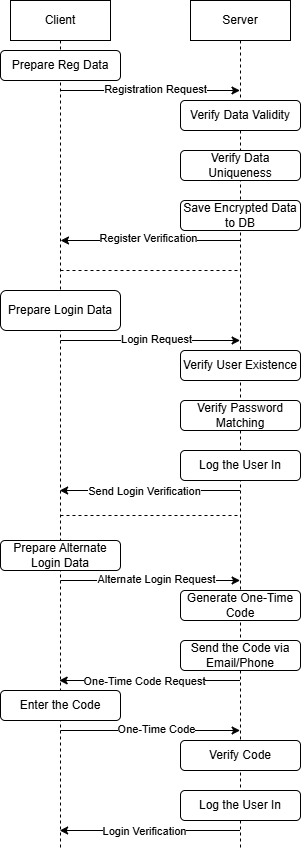 Client
Server
Prepare Reg Data
Registration Request
Verify Data Validity
Verify Data
Uniqueness
Save Encrypted Data
to DB
Register Verification
Prepare Login Data
Login Request
Verify User Existence
Verify Password
Matching
Log the User In
Send Login Verification
Prepare Alternate
Login Data
Alternate Login Request
Generate One-Time
Code
Send the Code via
Email/Phone
One-Time Code Request
Enter the Code
One-Time Code
Verify Code
Log the User In
Login Verification